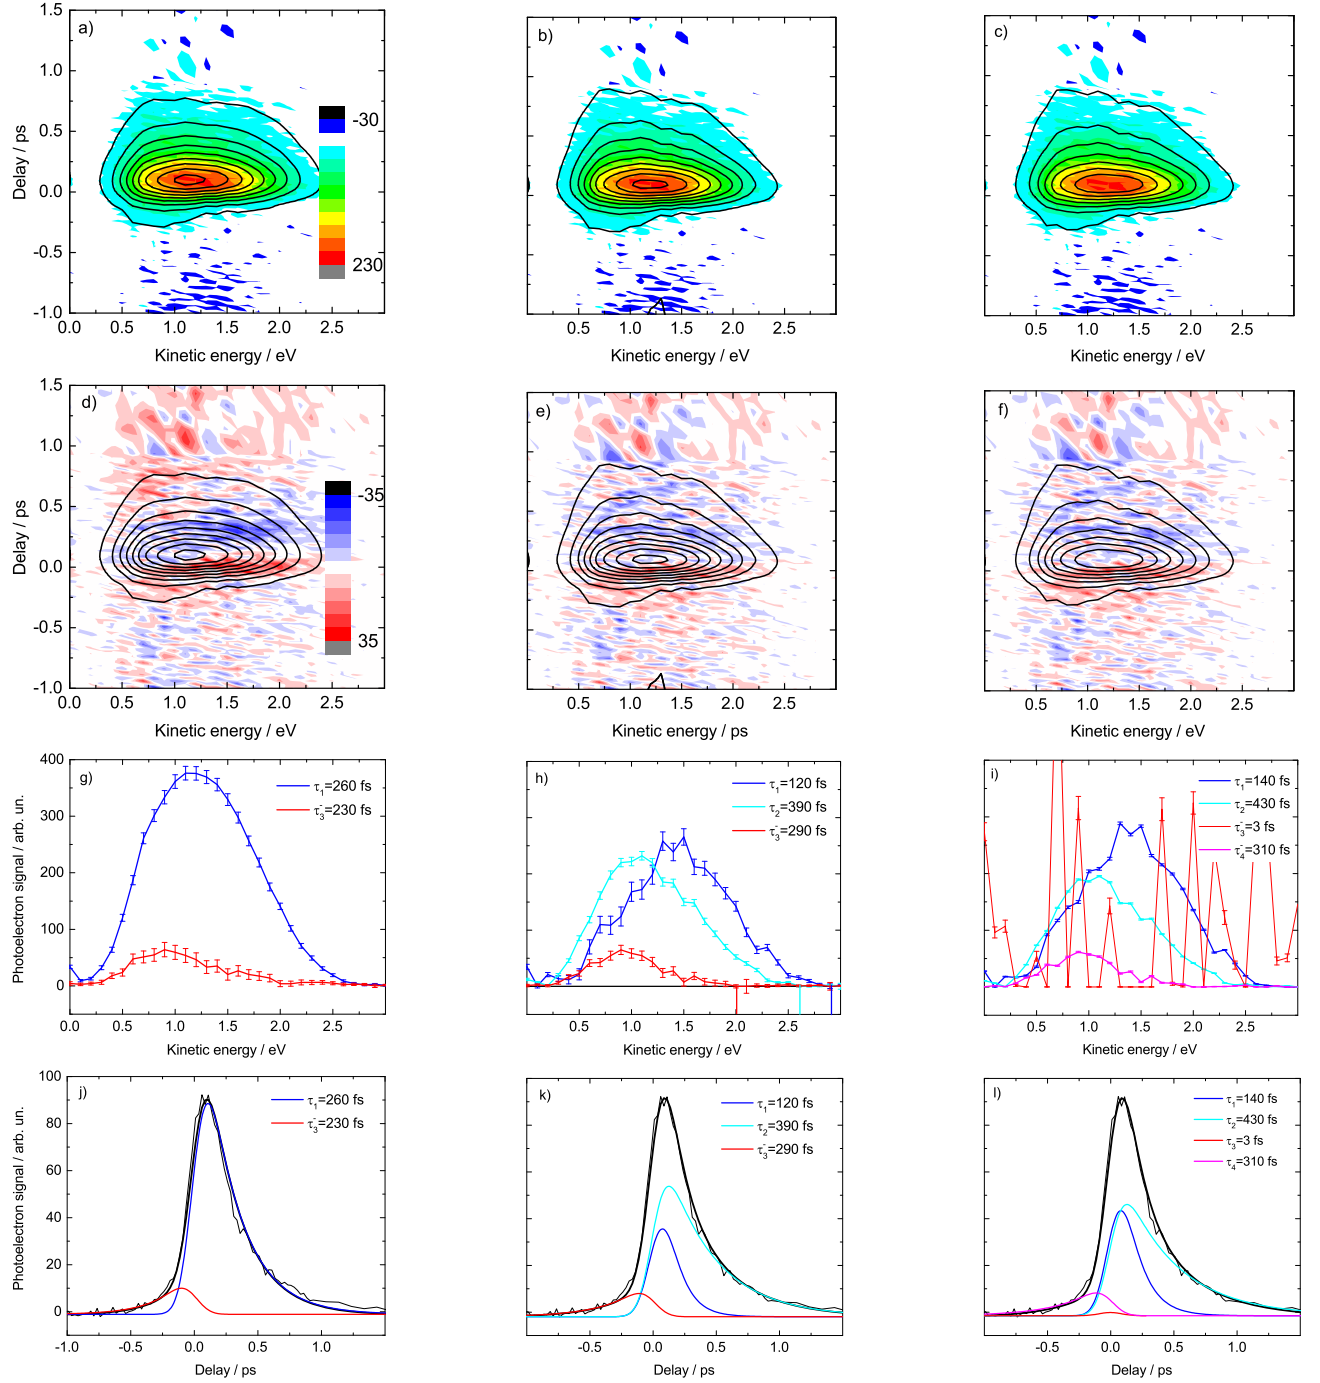 a)
1.5
1.0
0.5
0.0
-0.5
-1.0
Delay / ps
-30
230
0.0 0.5 1.0 1.5 2.0 2.5
Kinetic energy / eV
b)
0.5 1.0 1.5 2.0 2.5
Kinetic energy / eV
c)
0.5 1.0 1.5 2.0 2.5
Kinetic energy / eV
d)
1.5
1.0
0.5
0.0
-0.5
-1.0
Delay / ps
-35
35
0.0 0.5 1.0 1.5 2.0 2.5
Kinetic energy / eV
e)
0.5 1.0 1.5 2.0 2.5
Kinetic energy / ps
f)
0.5 1.0 1.5 2.0 2.5
Kinetic energy / eV
g)
400
300
200
100
0
Photoelectron signal / arb. un.
τ1=260 fs
τ3-=230 fs
0.0 0.5 1.0 1.5 2.0 2.5
Kinetic energy / eV
h)
τ1=120 fs
τ2=390 fs
τ3-=290 fs
0.5 1.0 1.5 2.0 2.5
Kinetic energy / eV
i)
τ1=140 fs
τ2=430 fs
τ3-=3 fs
τ4-=310 fs
0.5 1.0 1.5 2.0 2.5
Kinetic energy / eV
j)
100
80
60
40
20
0
Photoelectron signal / arb. un.
τ1=260 fs
τ3-=230 fs
-1.0 -0.5 0.0 0.5 1.0
Delay / ps
k)
τ1=120 fs
τ2=390 fs
τ3-=290 fs
-0.5 0.0 0.5 1.0
Delay / ps
l)
τ1=140 fs
τ2=430 fs
τ3=3 fs
τ4=310 fs
-0.5 0.0 0.5 1.0
Delay / ps